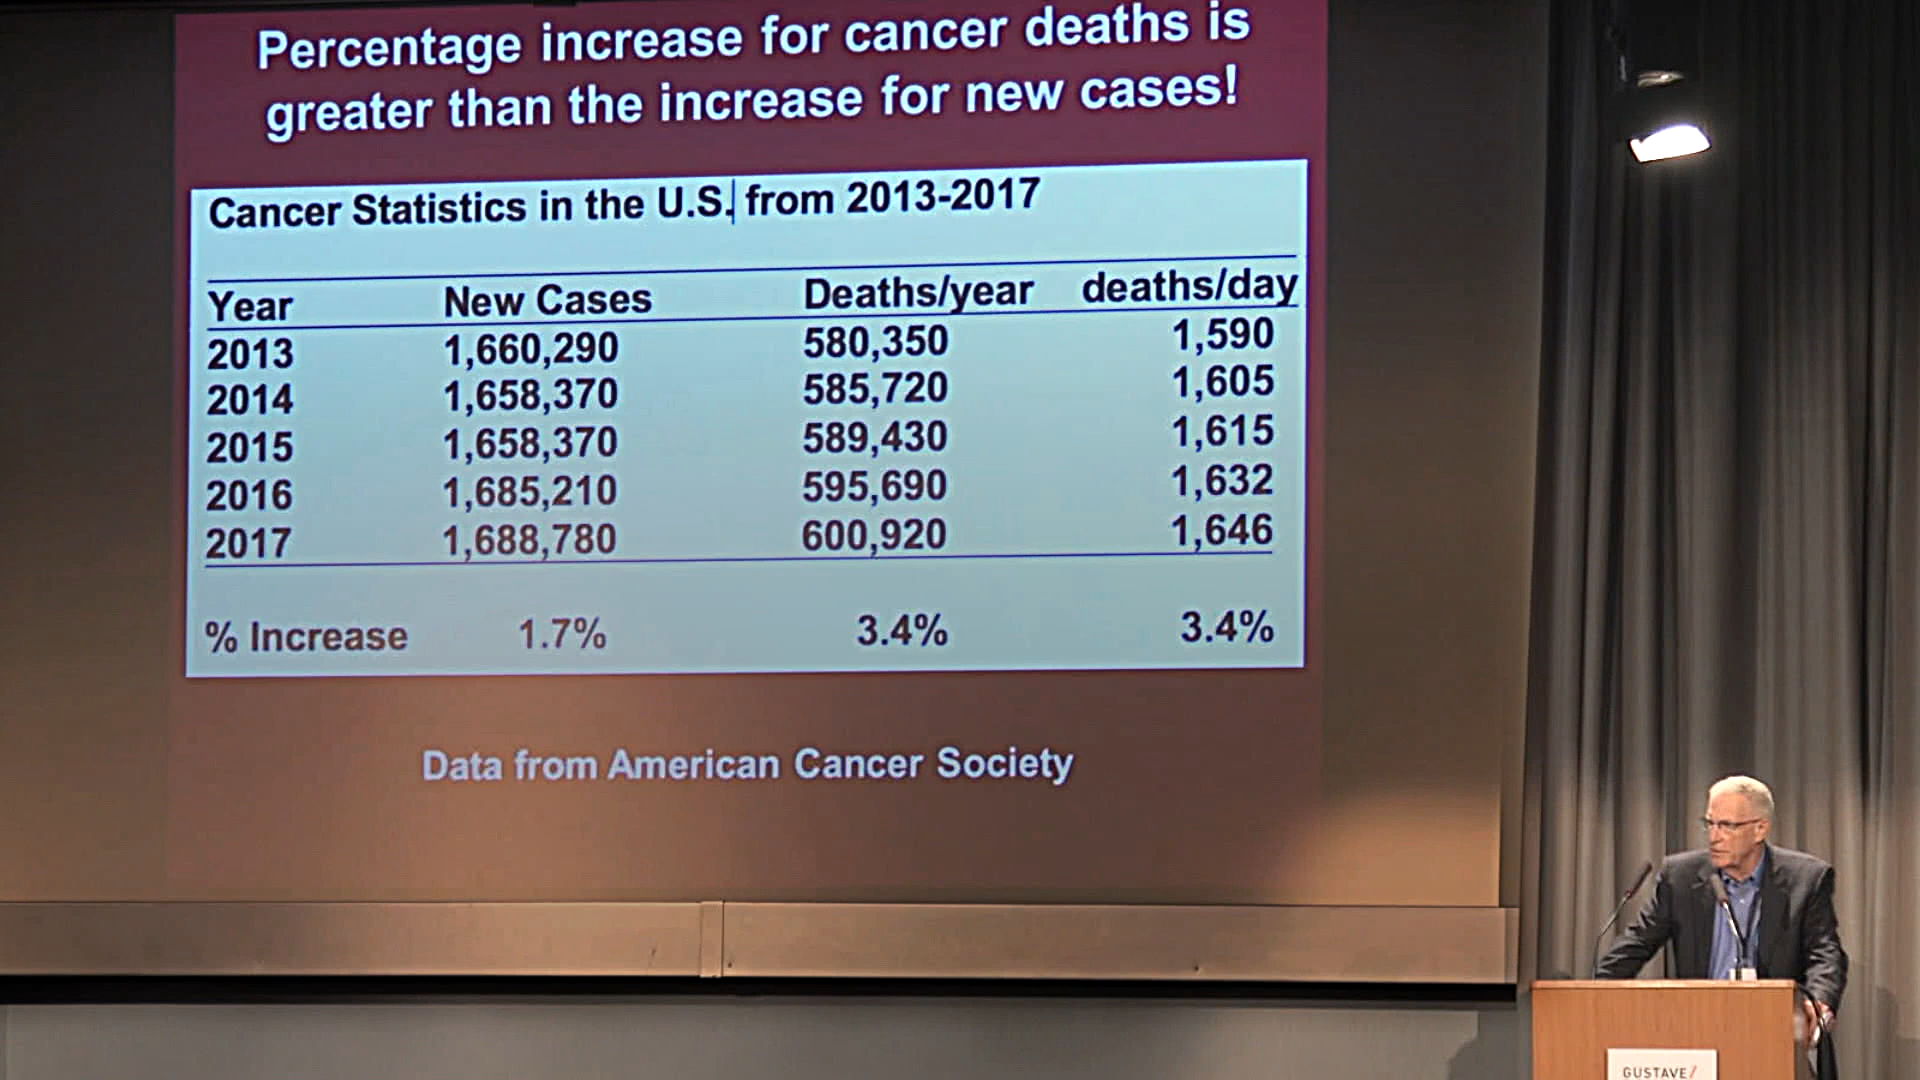 Percentage increase for cancer deaths is
greater than the increase for new cases!
Cancer Statistics in the U.S. from 2013-2017
Year New Cases Deaths/year deaths/day
2013 1,660,290 580,350 1,590
2014 1,658,370 585,720 1,605
2015 1,658,370 589,430 1,615
2016 1,685,210 595,690 1,632
2017 1,688,780 600,920 1,646
% Increase 1.7% 3.4% 3.4%
Data from American Cancer Society
GUSTAVE/